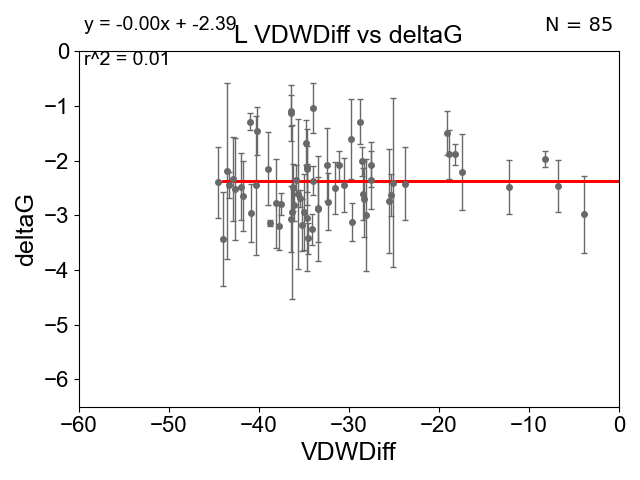 y = -0.00x + -2.39
L VDWDiff vs deltaG
N = 85
r^2 = 0.01
0
−1
−2
−3
−4
−5
−6
deltaG
−60
−50
−40
−30
−20
−10
0
VDWDiff